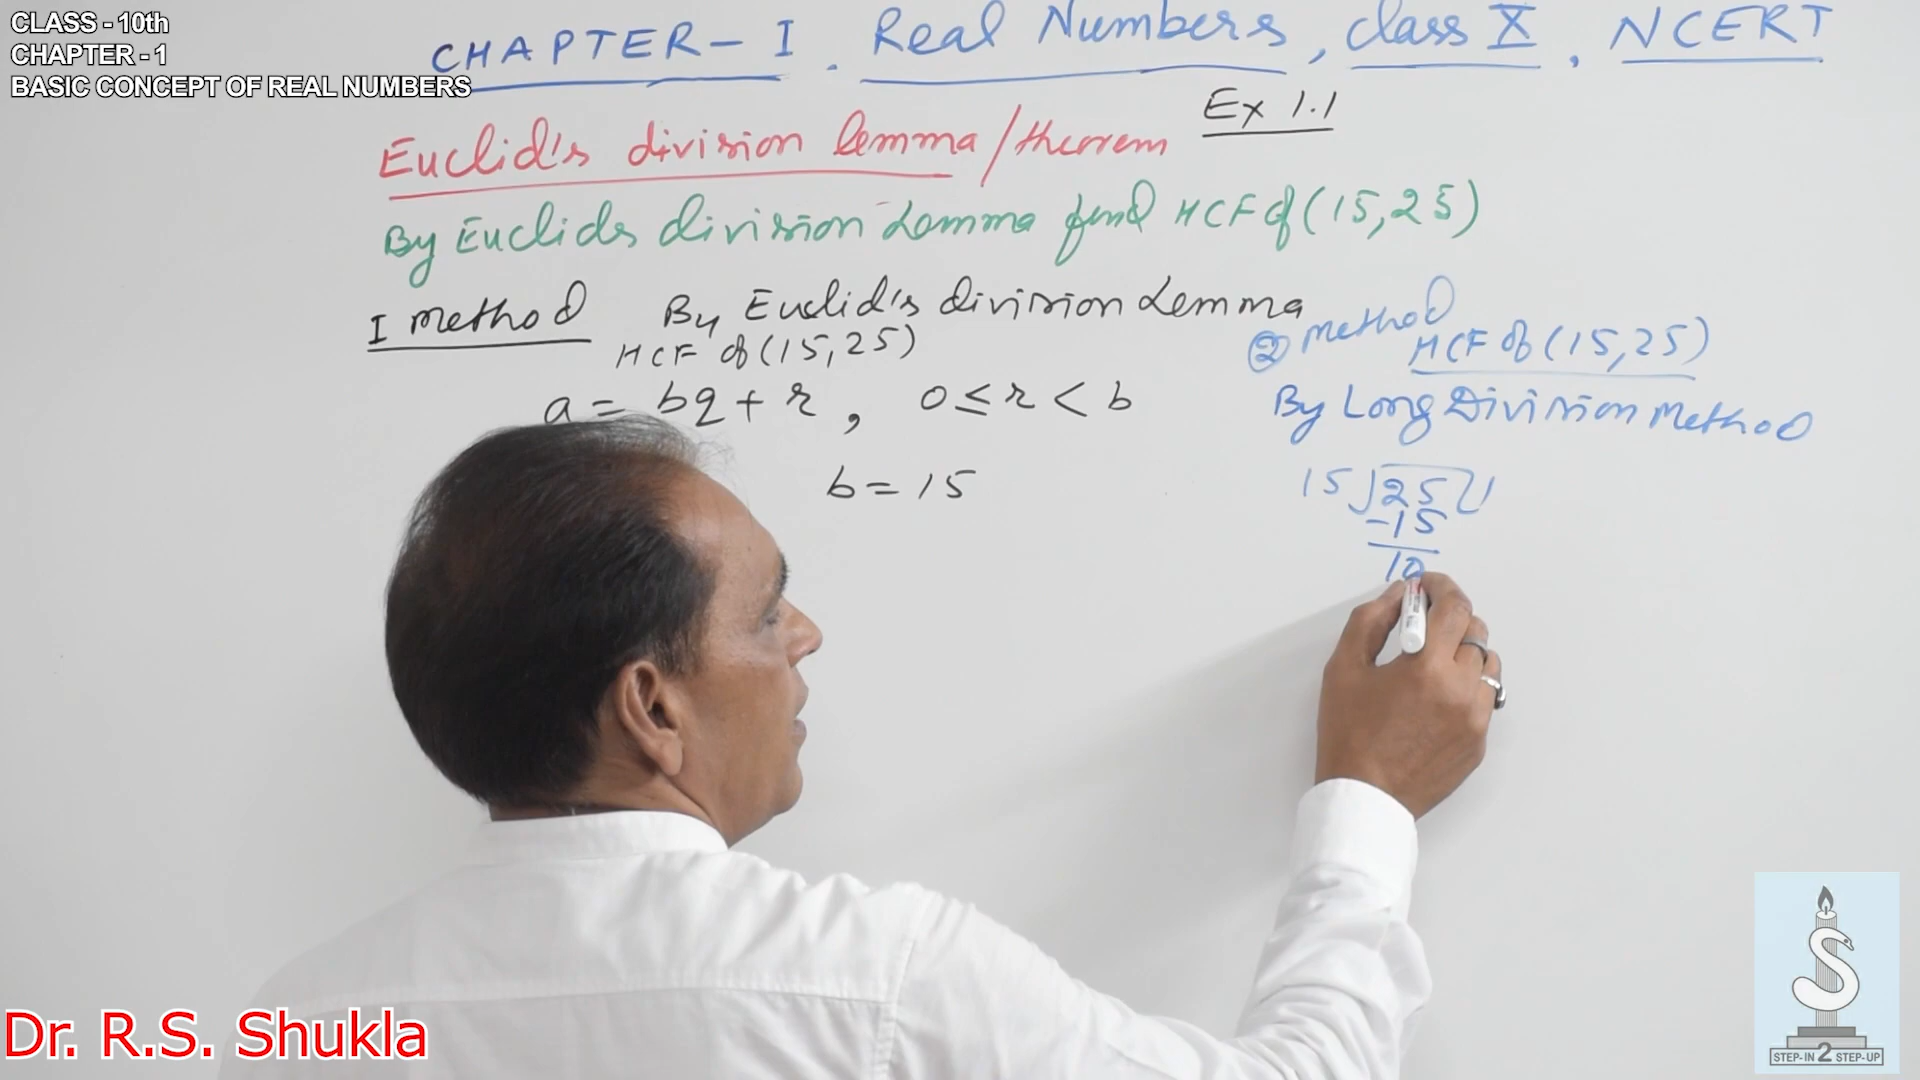 CLASS - 10th
CHAPTER - 1
BASIC CONCEPT OF REAL NUMBERS
CHAPTER - I . Real Numbers, Class X . NCERT
Ex 1.1
Euclid's division lemma/theorem
By Euclids division Lemma find HCF of (15,25)
I method By Euclid's division Lemma
HCF of (15,25)
a = bq + r , 0 ≤ r < b
b = 15
② Method
HCF of (15,25)
By Long Division Method
15 25 1
-15
10
Dr. R.S. Shukla
S
STEP-IN 2 STEP-UP